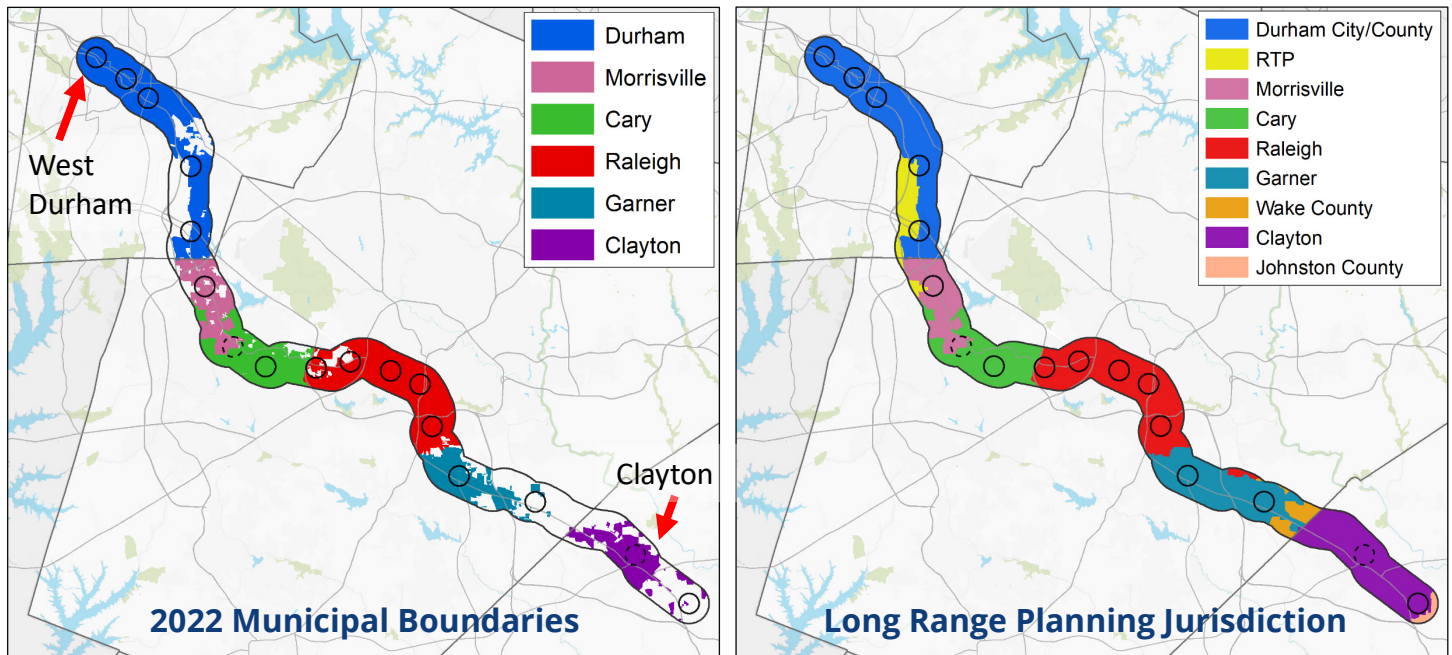 Durham
Morrisville
Cary
Raleigh
Garner
Clayton
West
Durham
Clayton
2022 Municipal Boundaries
Durham City/County
RTP
Morrisville
Cary
Raleigh
Garner
Wake County
Clayton
Johnston County
Long Range Planning Jurisdiction